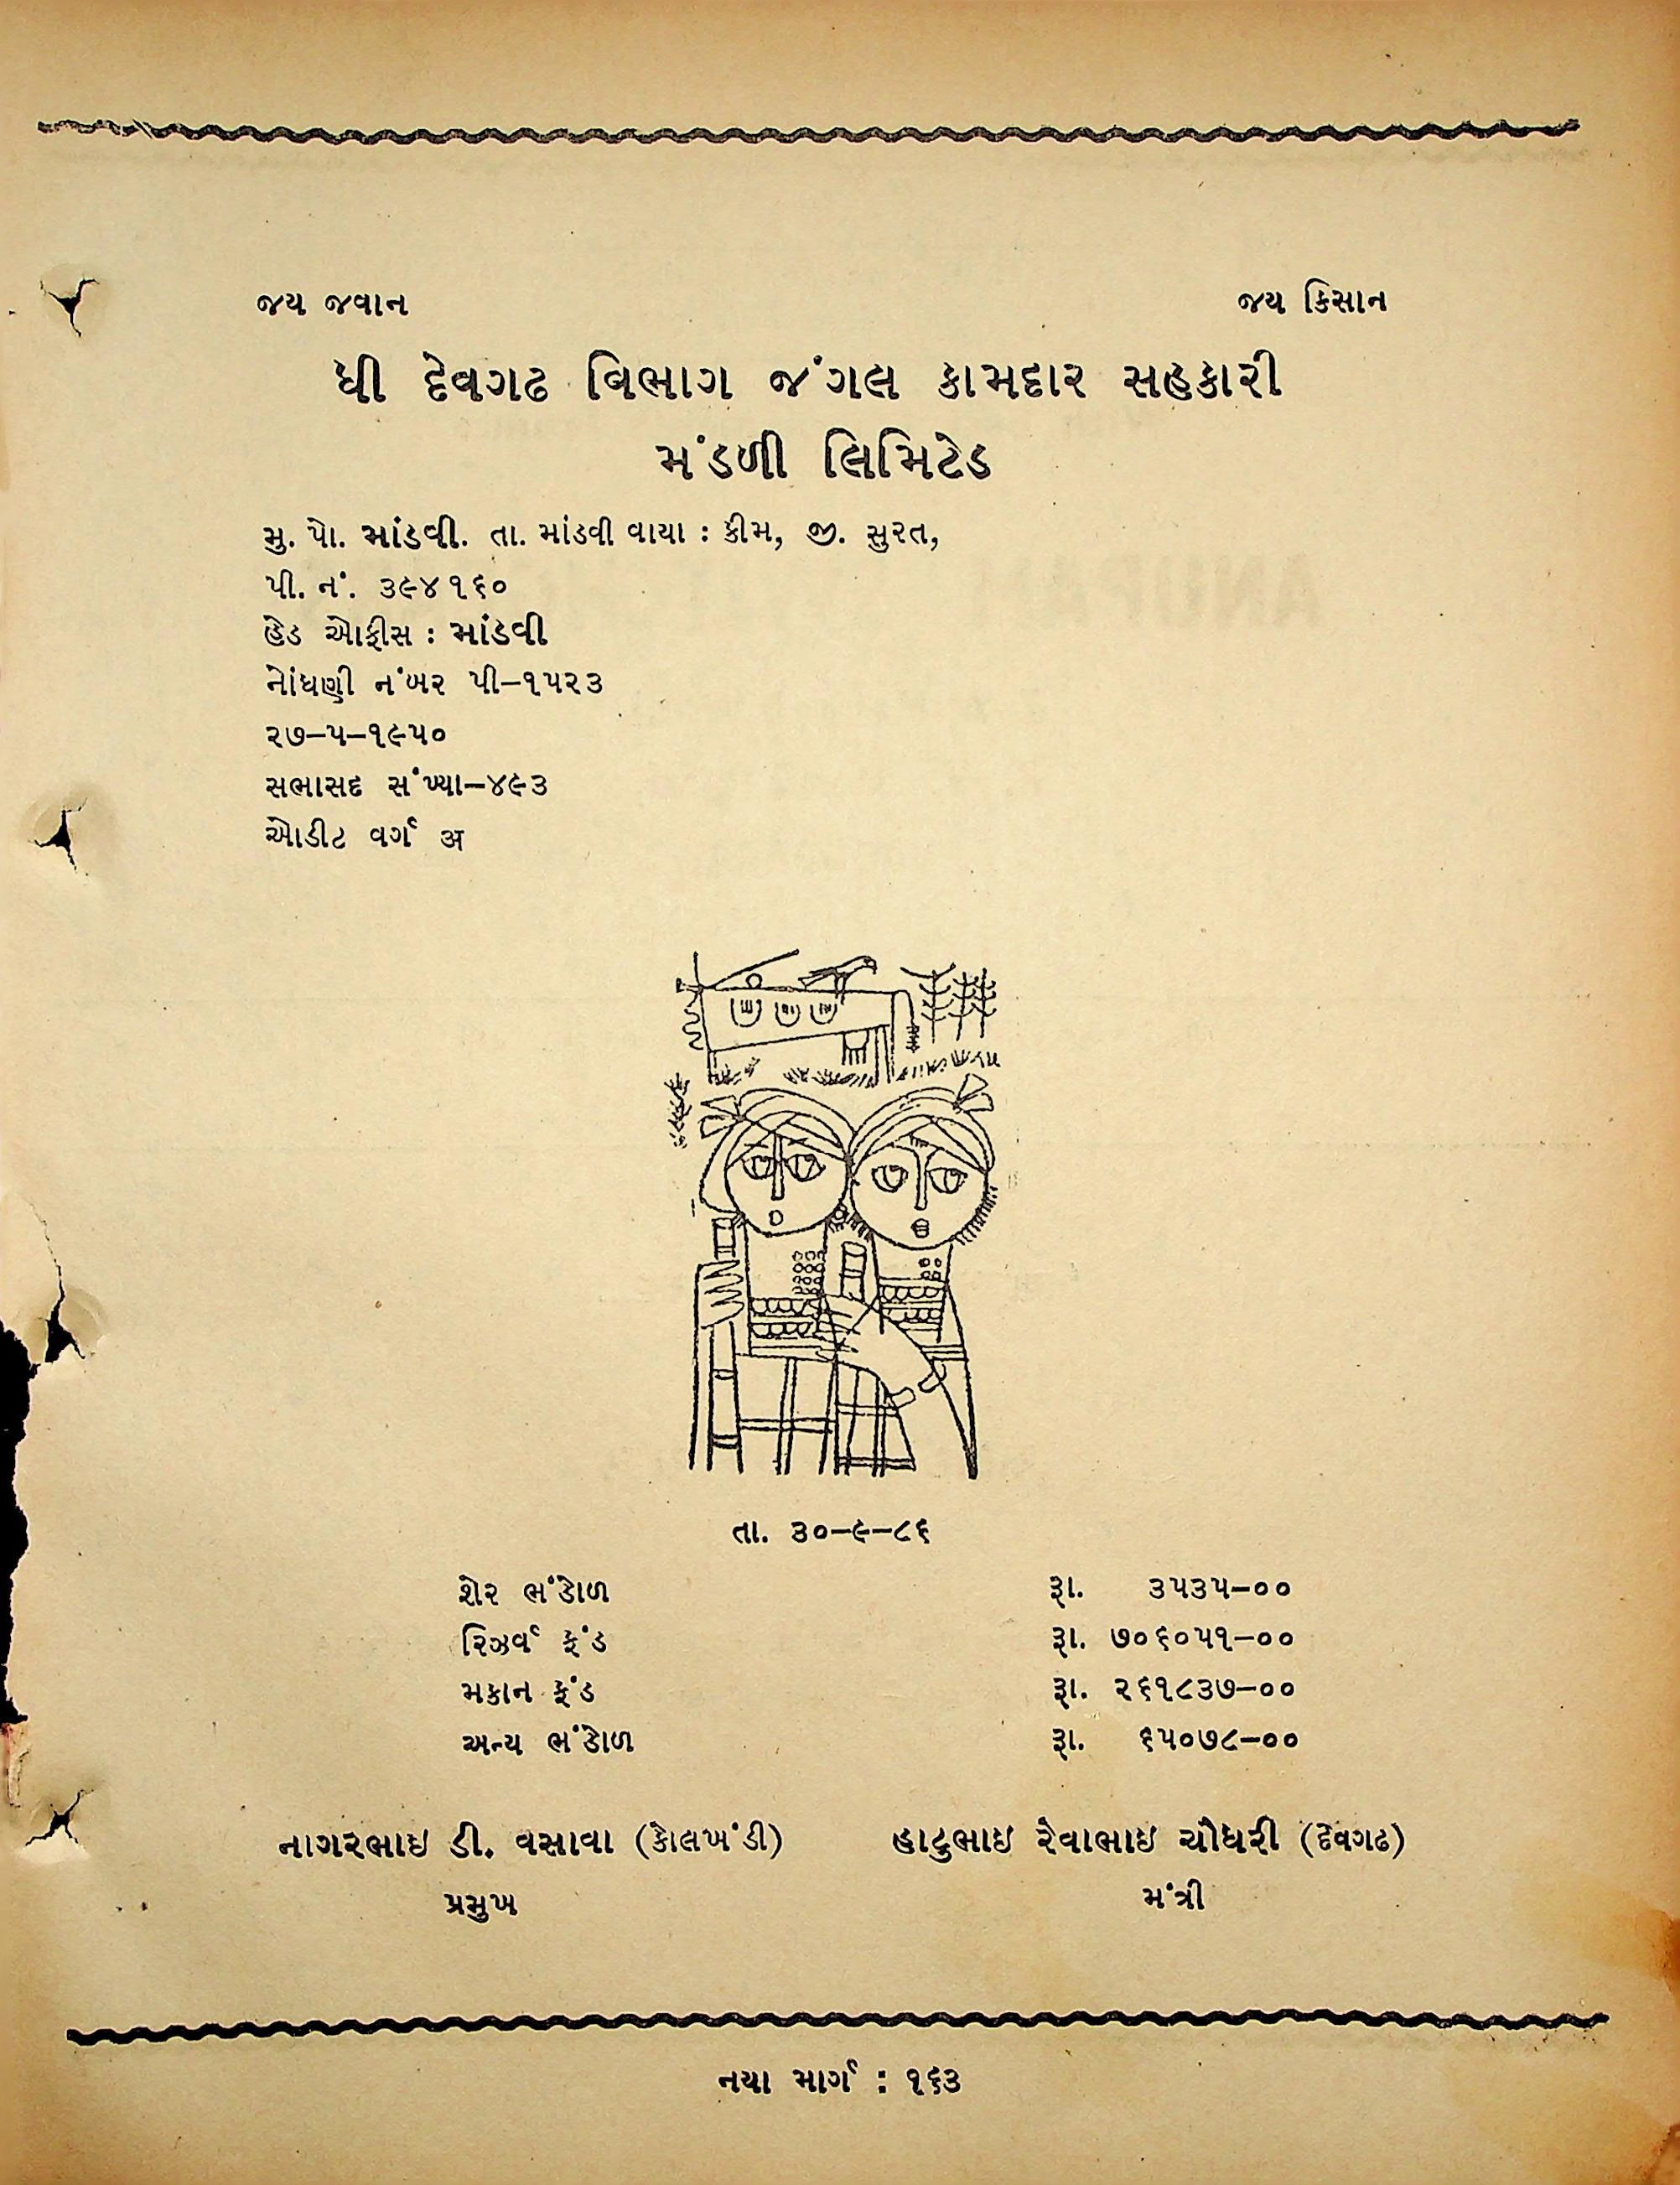 જય જવાન જય કિસાન
ધી દેવગઢ વિભાગ જંગલ કામદાર સહકારી
મંડળી લિમિટેડ
મુ. પો. માંડવી. તા. માંડવી વાયા : કીમ, જી. સુરત,
પી. નં. ૩૯૪૧૬૦
હેડ ઓફીસ : માંડવી
નોંધણી નંબર પી–૧૫૨૩
૨૭–૫–૧૯૫૦
સભાસદ સંખ્યા–૪૯૩
ઓડીટ વર્ગ अ
તા. ૩૦–૯–૮૬
શેર ભંડોળ રૂા. ૩૫૩૫–૦૦
રિઝર્વ ફંડ રૂા. ૭૦૬૦૫૧–૦૦
મકાન ફંડ રૂા. ૨૬૧૮૩૭–૦૦
અન્ય ભંડોળ રૂા. ૬૫૦૭૮–૦૦
નાગરભાઇ ડી. વસાવા (કોલખંડી) હાટુભાઇ રેવાભાઇ ચૌધરી (દેવગઢ)
પ્રમુખ મંત્રી
નયા માર્ગ : ૧૬૩